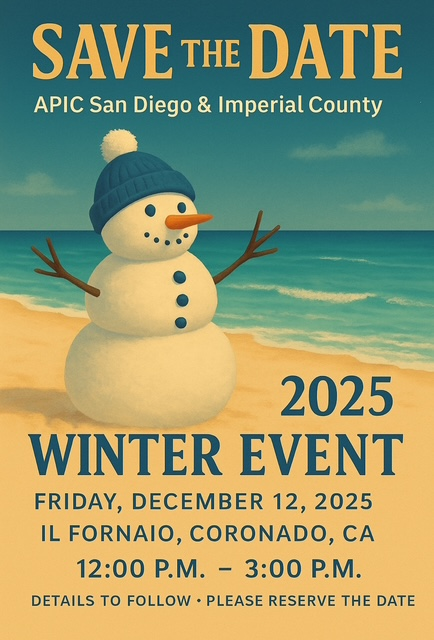 SAVE THE DATE
APIC San Diego & Imperial County
2025
WINTER EVENT
FRIDAY, DECEMBER 12, 2025
IL FORNAIO, CORONADO, CA
12:00 P.M. – 3:00 P.M.
DETAILS TO FOLLOW • PLEASE RESERVE THE DATE